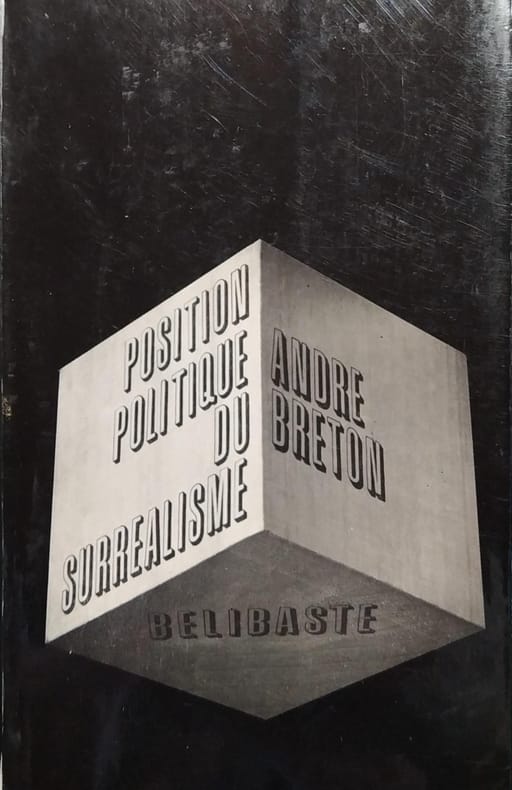 POSITION
POLITIQUE
DU
SURREALISME
ANDRE
BRETON
BELIBASTE